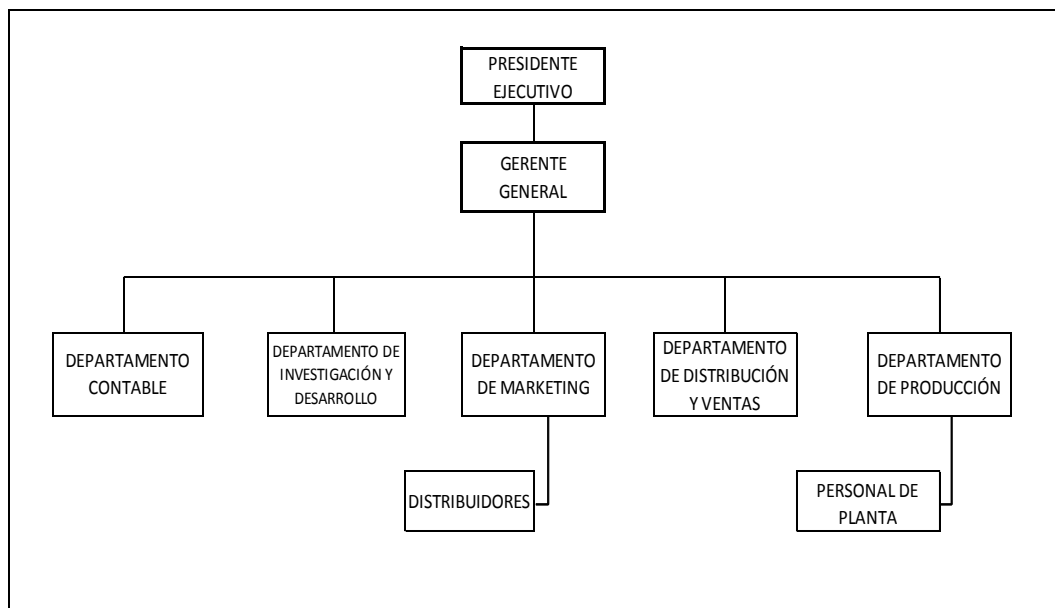 PRESIDENTE
EJECUTIVO
GERENTE
GENERAL
DEPARTAMENTO
CONTABLE
DEPARTAMENTO DE
INVESTIGACIÓN Y
DESARROLLO
DEPARTAMENTO
DE MARKETING
DEPARTAMENTO
DE DISTRIBUCIÓN
Y VENTAS
DEPARTAMENTO
DE PRODUCCIÓN
DISTRIBUIDORES
PERSONAL DE
PLANTA